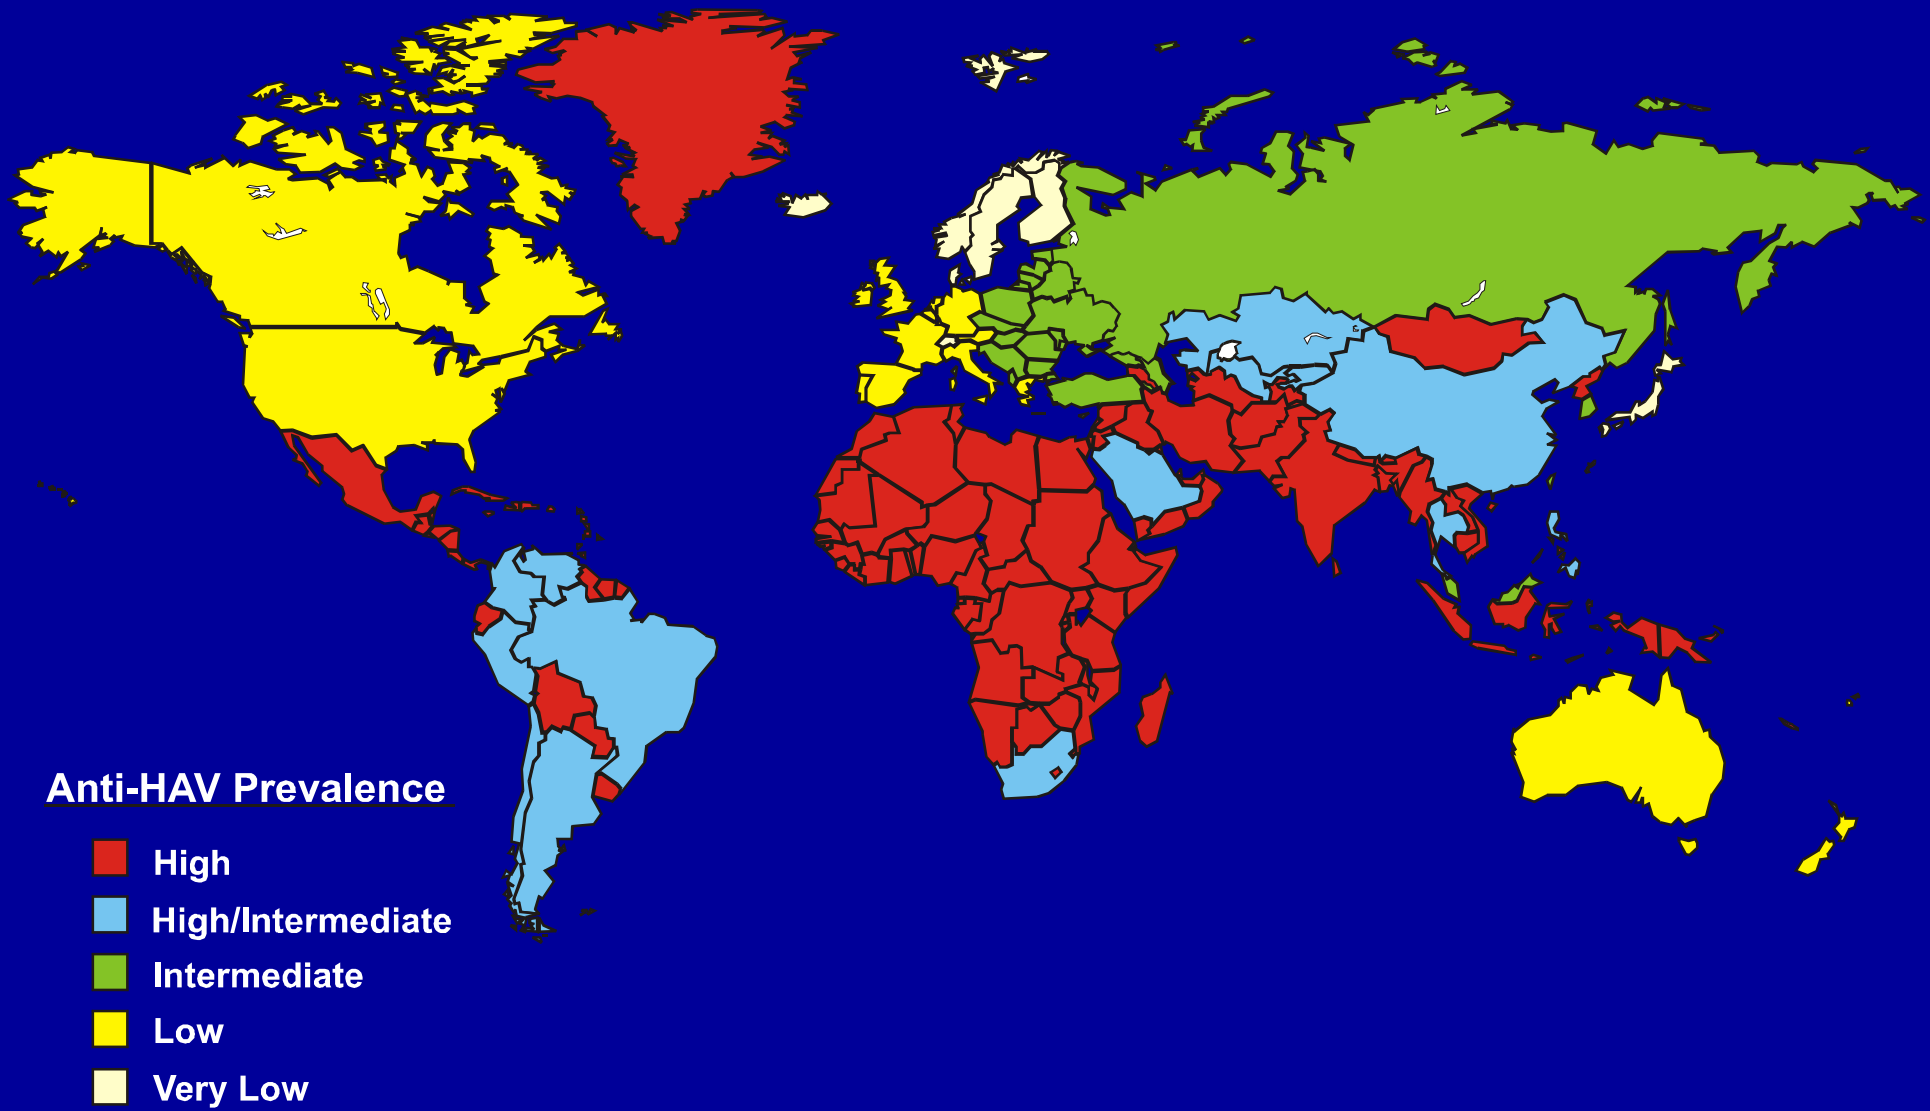 Anti-HAV Prevalence
High
High/Intermediate
Intermediate
Low
Very Low